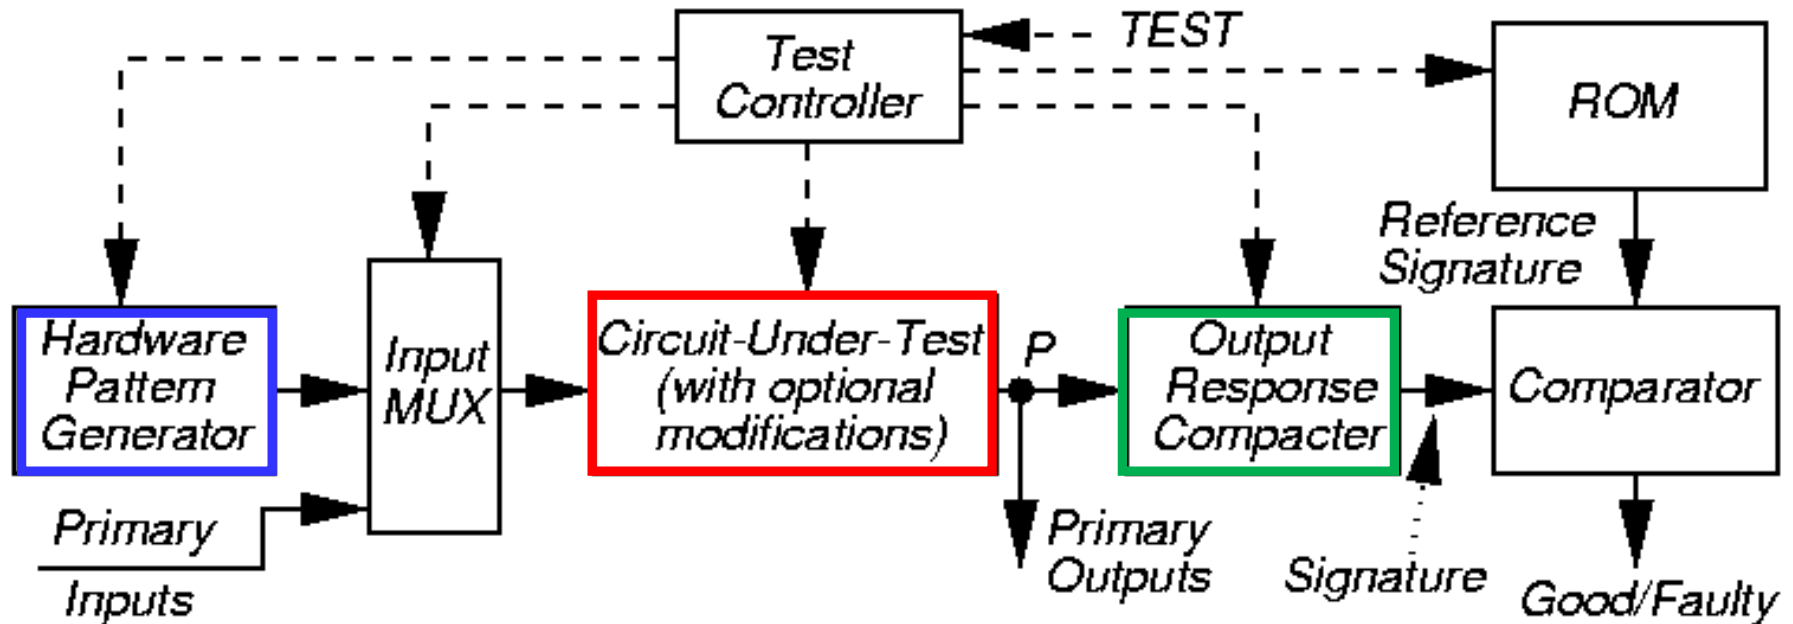 Test
Controller
TEST
ROM
Reference
Signature
Hardware
Pattern
Generator
Input
MUX
Circuit-Under-Test
(with optional
modifications)
P
Output
Response
Compacter
Comparator
Primary
Inputs
Primary
Outputs
Signature
Good/Faulty